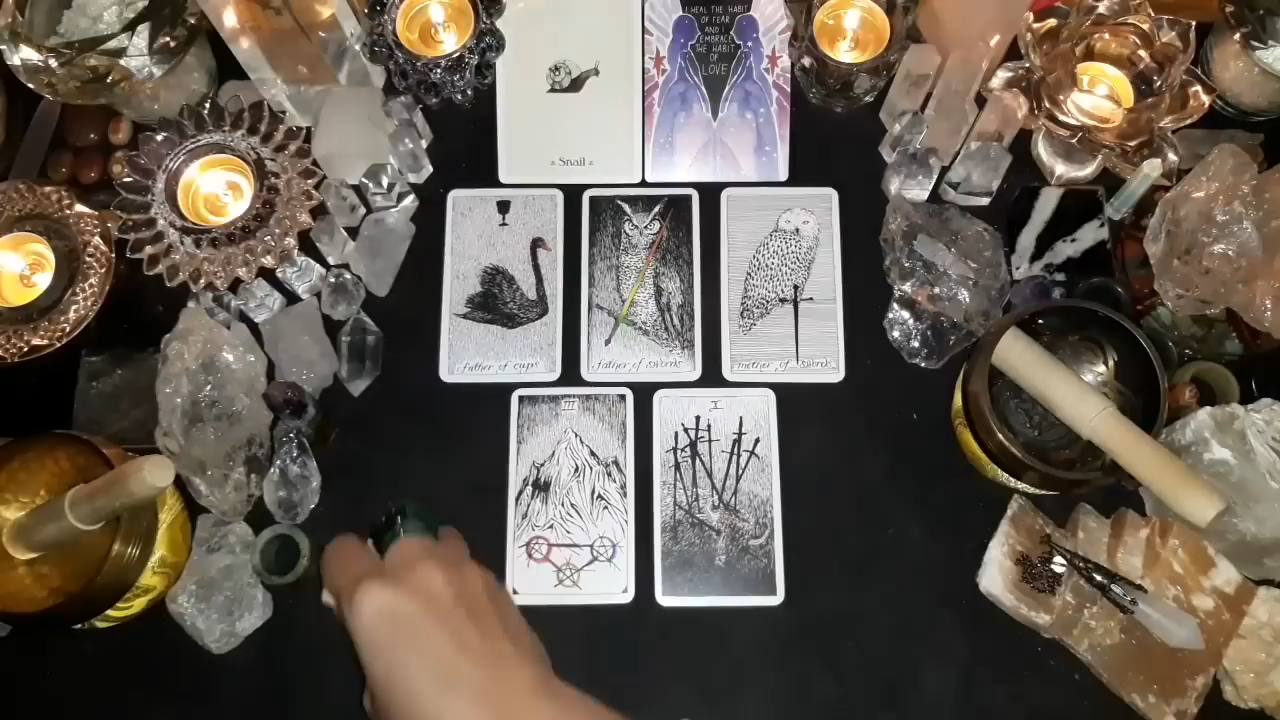 I HEAL THE HABIT
OF FEAR
AND I
EMBRACE
THE HABIT
OF
LOVE
Snail
father of cups
father of swords
mother of swords
III
X